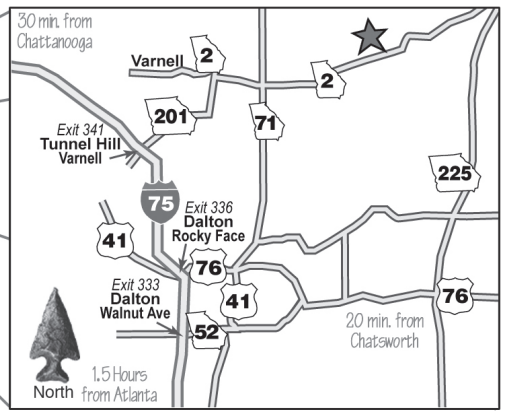 30 min. from
Chattanooga
Varnell
2
2
201
71
Exit 341
Tunnel Hill
Varnell
225
75
Exit 336
Dalton
Rocky Face
41
76
Exit 333
Dalton
Walnut Ave
41
76
52
20 min. from
Chatsworth
North
1.5 Hours
from Atlanta